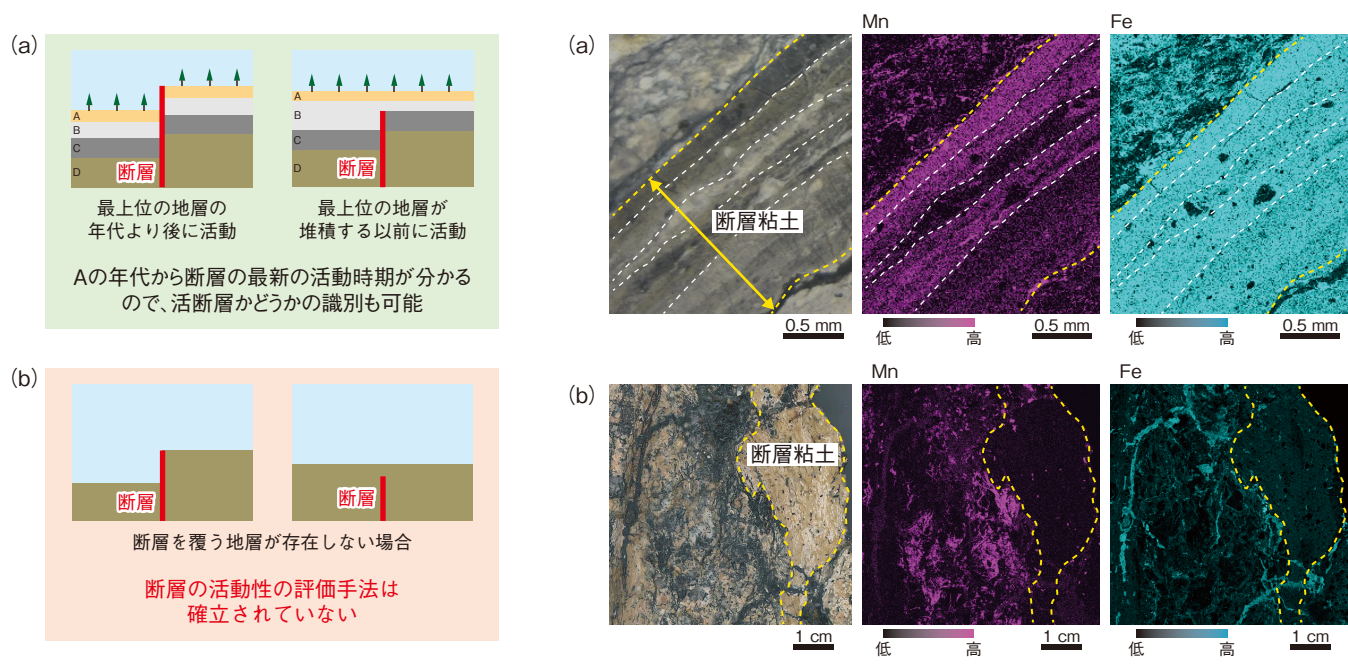 (a)
A
B
C
D
断層
A
B
C
D
断層
最上位の地層の
年代より後に活動
最上位の地層が
堆積する以前に活動
Aの年代から断層の最新の活動時期が分かる
ので、活断層かどうかの識別も可能
(b)
断層
断層
断層を覆う地層が存在しない場合
断層の活動性の評価手法は
確立されていない
(a)
Mn
Fe
断層粘土
0.5 mm
低
高
0.5 mm
低
高
0.5 mm
(b)
Mn
Fe
断層粘土
1 cm
低
高
1 cm
低
高
1 cm